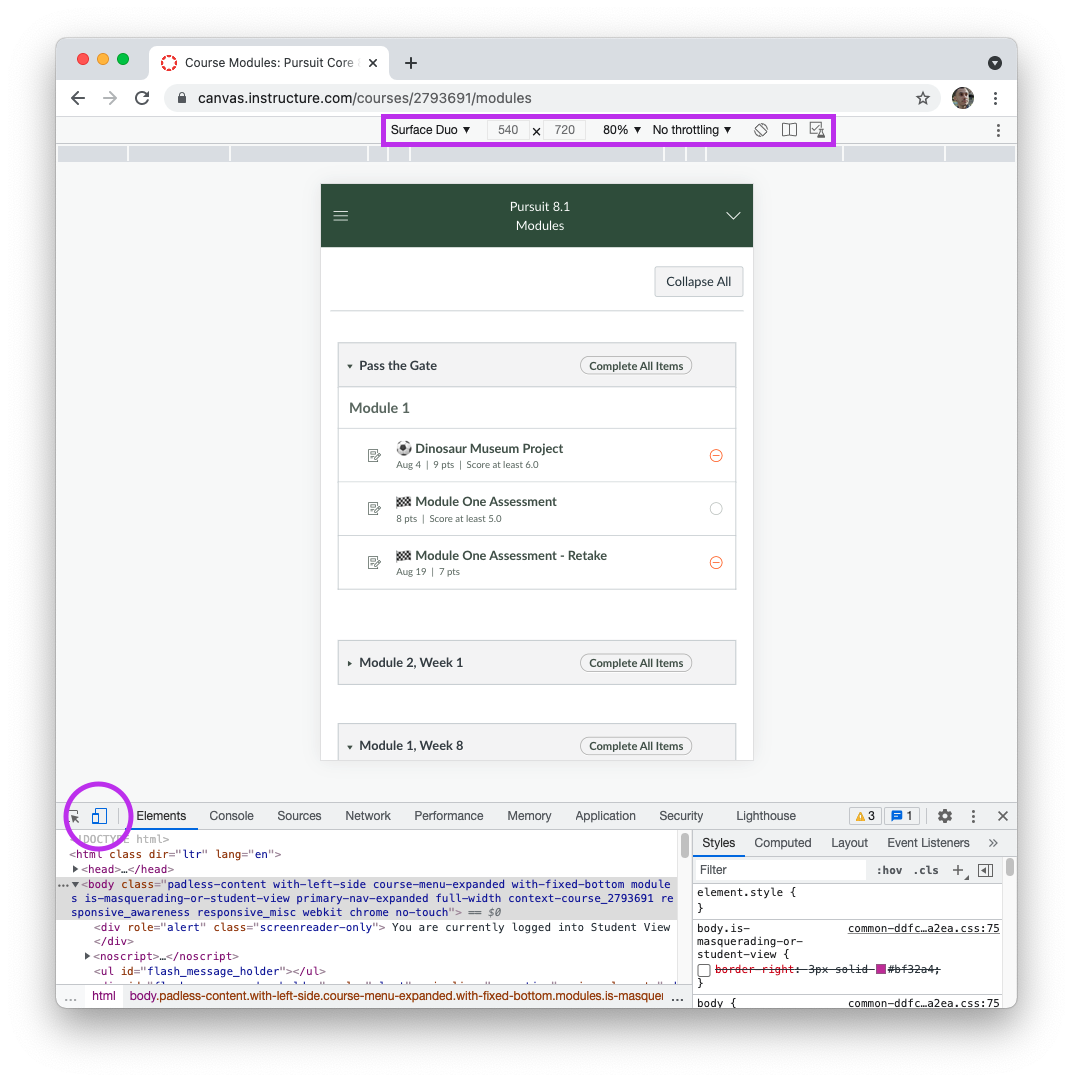 Course Modules: Pursuit Core
canvas.instructure.com/courses/2793691/modules
Surface Duo ▼ 540 × 720 80% ▼ No throttling ▼
Pursuit 8.1
Modules
Collapse All
Pass the Gate Complete All Items
Module 1
Dinosaur Museum Project
Aug 4 | 9 pts | Score at least 6.0
Module One Assessment
8 pts | Score at least 5.0
Module One Assessment - Retake
Aug 19 | 7 pts
Module 2, Week 1 Complete All Items
Module 1, Week 8 Complete All Items
Elements Console Sources Network Performance Memory Application Security Lighthouse 3 1
<!DOCTYPE html>
<html class dir="ltr" lang="en">
<head>…</head>
<body class="padless-content with-left-side course-menu-expanded with-fixed-bottom module
s is-masquerading-or-student-view primary-nav-expanded full-width context-course_2793691 re
sponsive_awareness responsive_misc webkit chrome no-touch"> == $0
<div role="alert" class="screenreader-only"> You are currently logged into Student View
</div>
<noscript>…</noscript>
<ul id="flash_message_holder"></ul>
... html body.padless-content.with-left-side.course-menu-expanded.with-fixed-bottom.modules.is-masque ...
Styles Computed Layout Event Listeners »
Filter :hov .cls +
element.style {
}
body.is- common-ddfc…a2ea.css:75
masquerading-or-
student-view {
border-right: 3px solid #bf32a4;
}
body { common-ddfc…a2ea.css:75